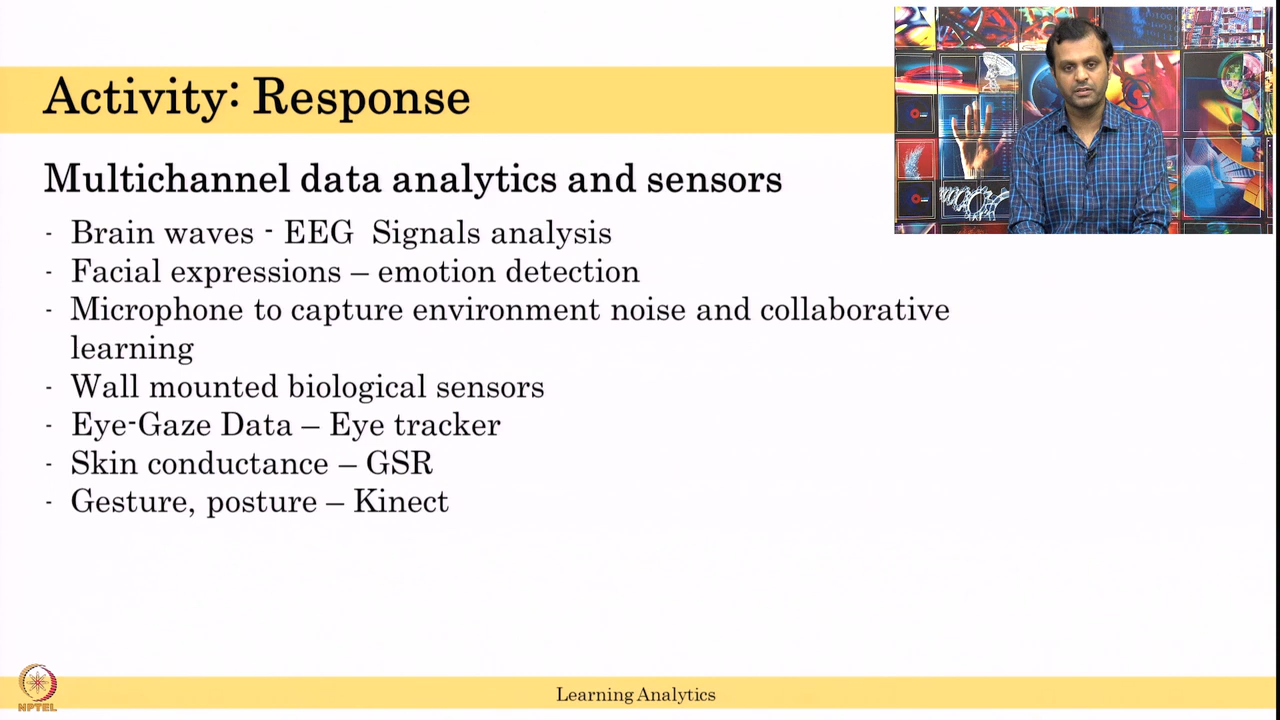 Activity: Response
Multichannel data analytics and sensors
- Brain waves - EEG Signals analysis
- Facial expressions – emotion detection
- Microphone to capture environment noise and collaborative
learning
- Wall mounted biological sensors
- Eye-Gaze Data – Eye tracker
- Skin conductance – GSR
- Gesture, posture – Kinect
NPTEL
Learning Analytics